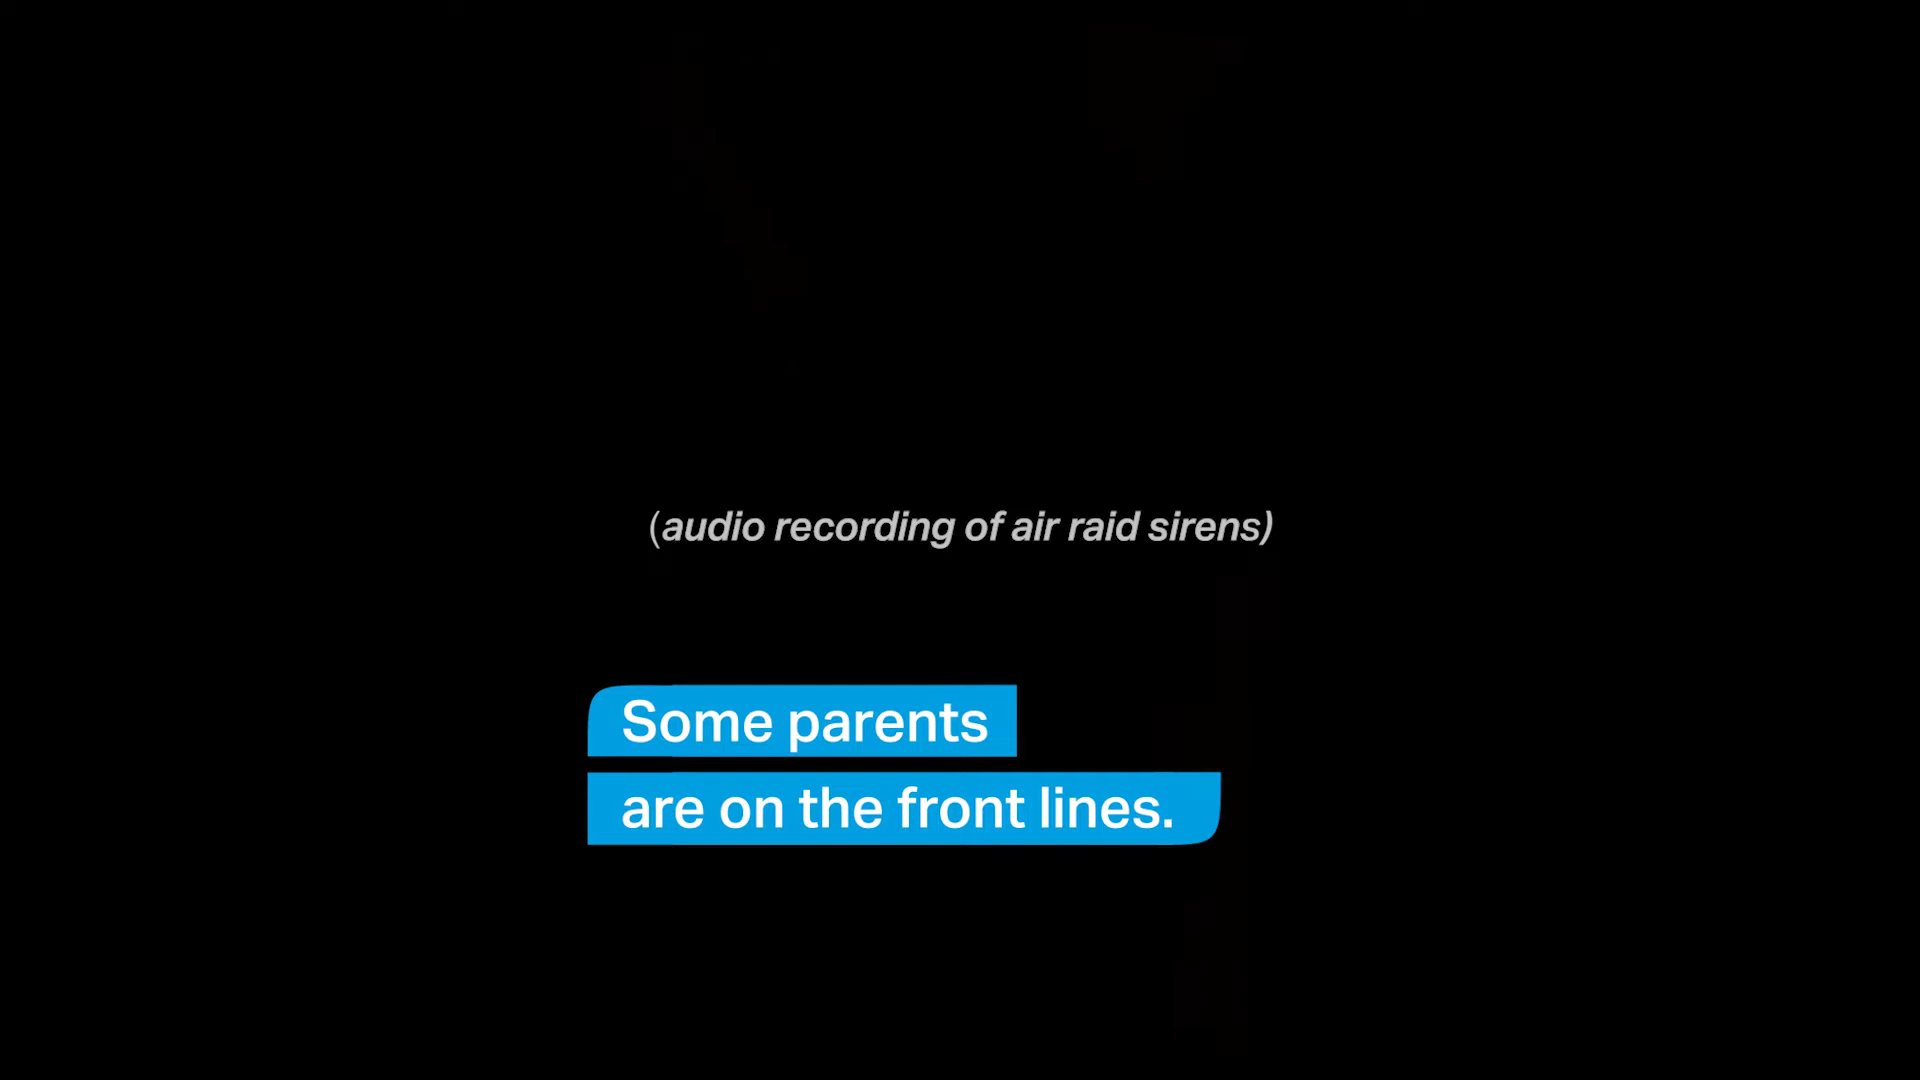 (audio recording of air raid sirens)
Some parents
are on the front lines.